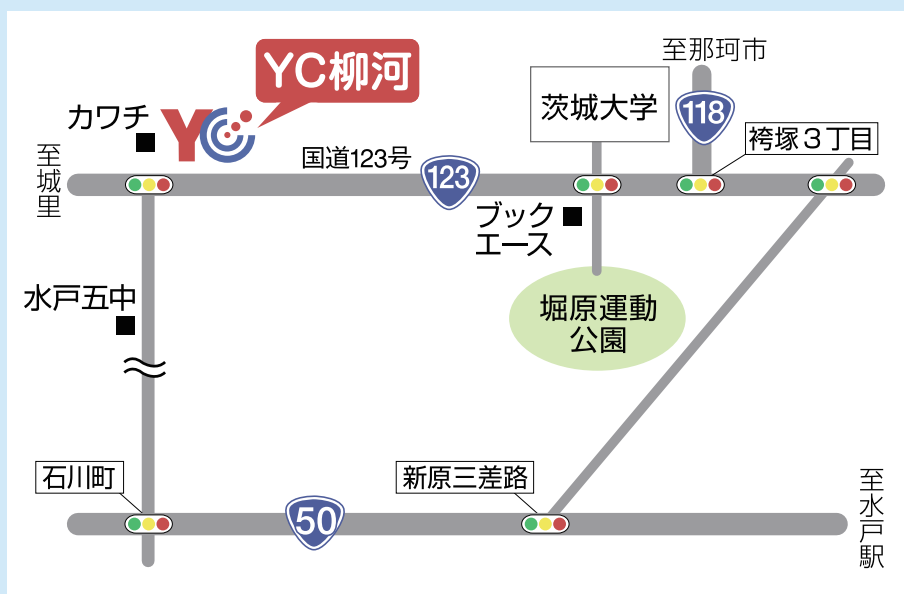 至那珂市
YC柳河
茨城大学
118
カワチ
YC
袴塚３丁目
至城里
国道123号
123
ブック
エース
水戸五中
堀原運動
公園
石川町
新原三差路
50
至水戸駅